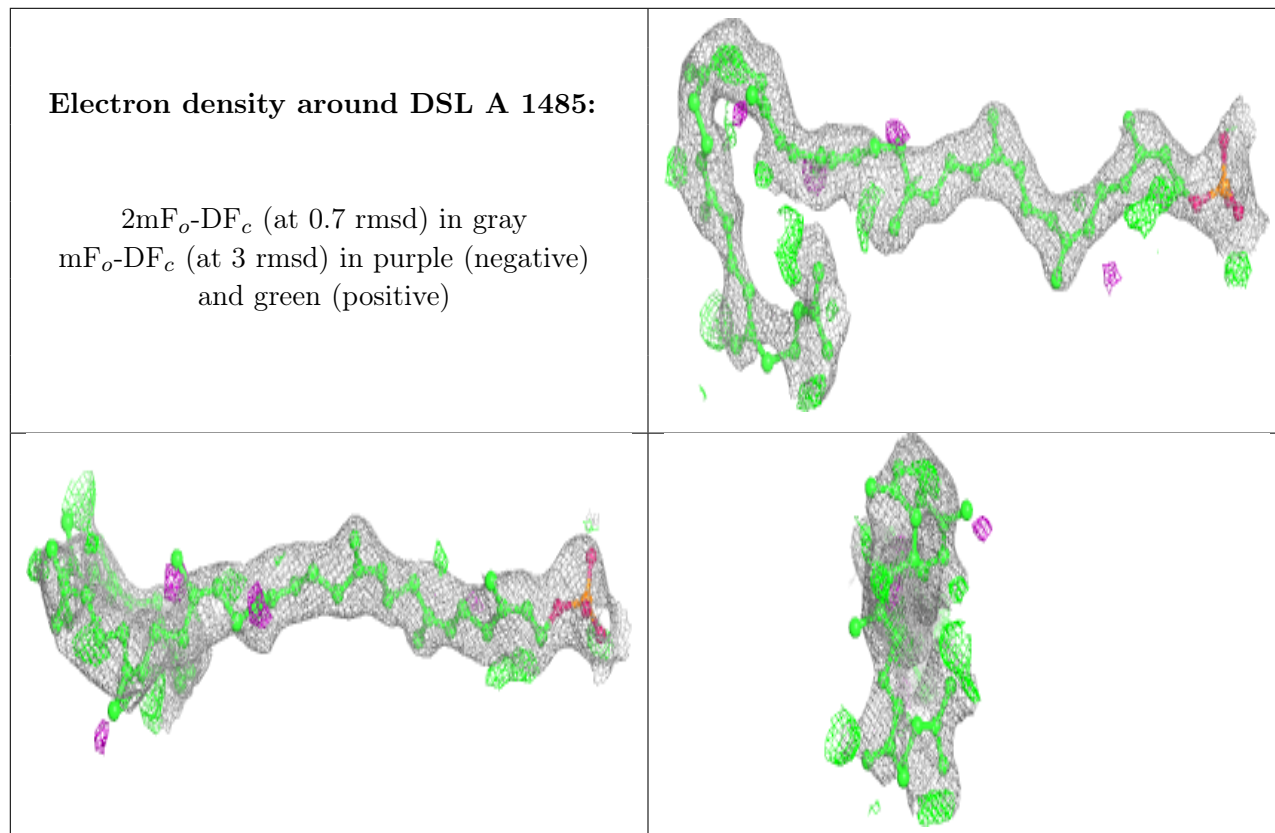 Electron density around DSL A 1485:
2mFo-DFc (at 0.7 rmsd) in gray
mFo-DFc (at 3 rmsd) in purple (negative)
and green (positive)